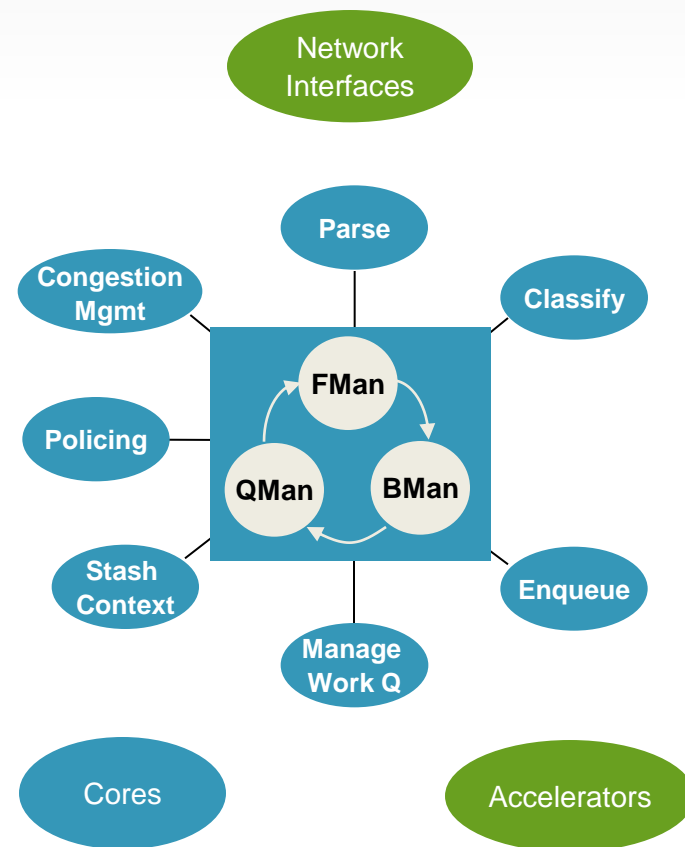 Network
Interfaces
Parse
Congestion
Mgmt
Classify
FMan
Policing
QMan
BMan
Stash
Context
Enqueue
Manage
Work Q
Cores
Accelerators